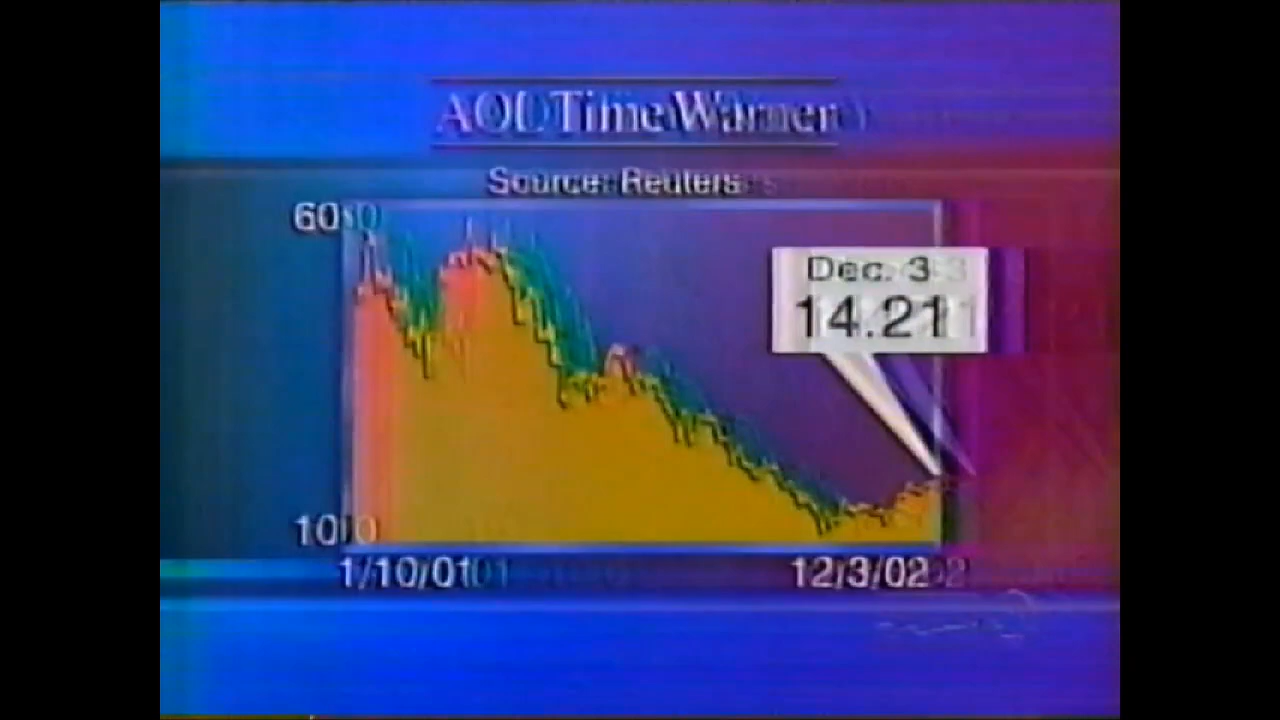 AOL Time Warner
Source: Reuters
60
Dec. 3
14.21
10
1/10/01
12/3/02